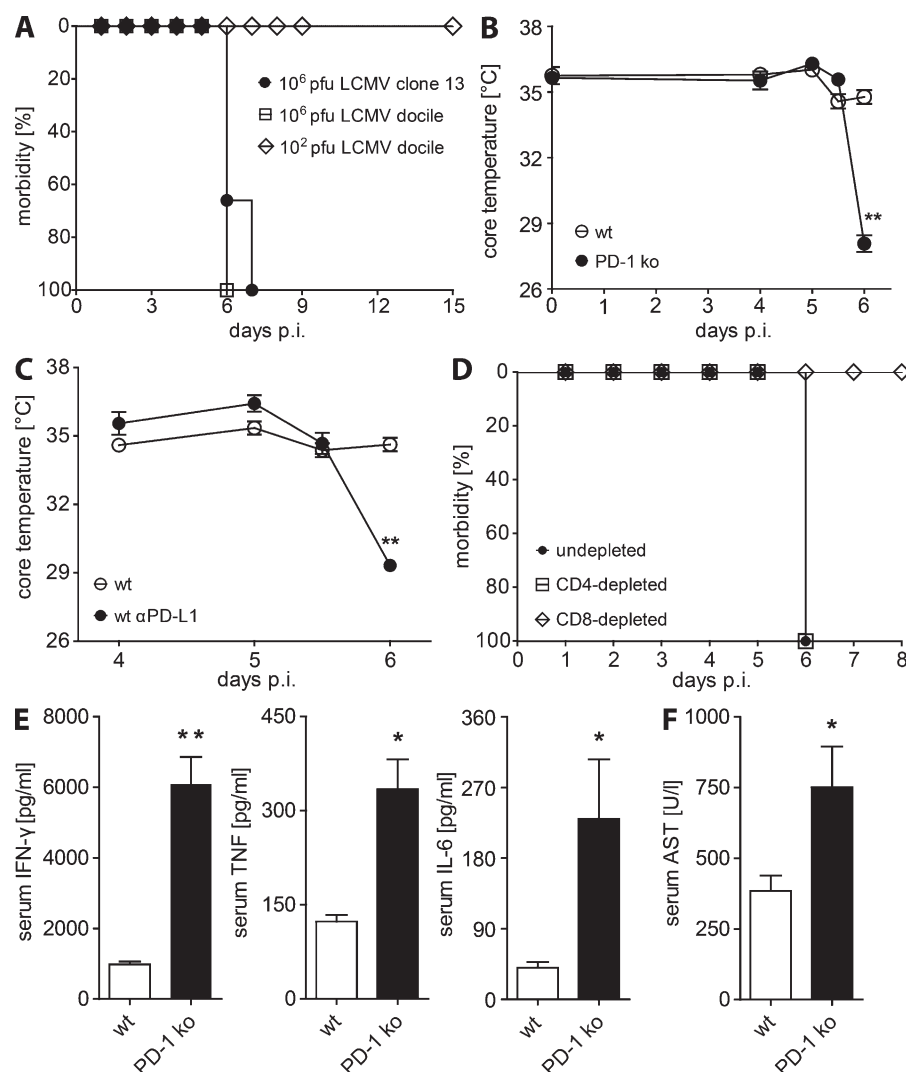 A
morbidity [%]
0
20
40
60
80
100
0 3 6 9 12 15
days p.i.
10⁶ pfu LCMV clone 13
10⁶ pfu LCMV docile
10² pfu LCMV docile
B
core temperature [°C]
38
35
32
29
26
0 1 2 3 4 5 6
days p.i.
wt
PD-1 ko
**
C
core temperature [°C]
38
35
32
29
26
4 5 6
days p.i.
wt
wt αPD-L1
**
D
morbidity [%]
0
20
40
60
80
100
0 1 2 3 4 5 6 7 8
days p.i.
undepleted
CD4-depleted
CD8-depleted
E
serum IFN-γ [pg/ml]
8000
6000
4000
2000
0
**
wt
PD-1 ko
serum TNF [pg/ml]
450
300
150
0
*
wt
PD-1 ko
serum IL-6 [pg/ml]
360
270
180
90
0
*
wt
PD-1 ko
F
serum AST [U/l]
1000
750
500
250
0
*
wt
PD-1 ko